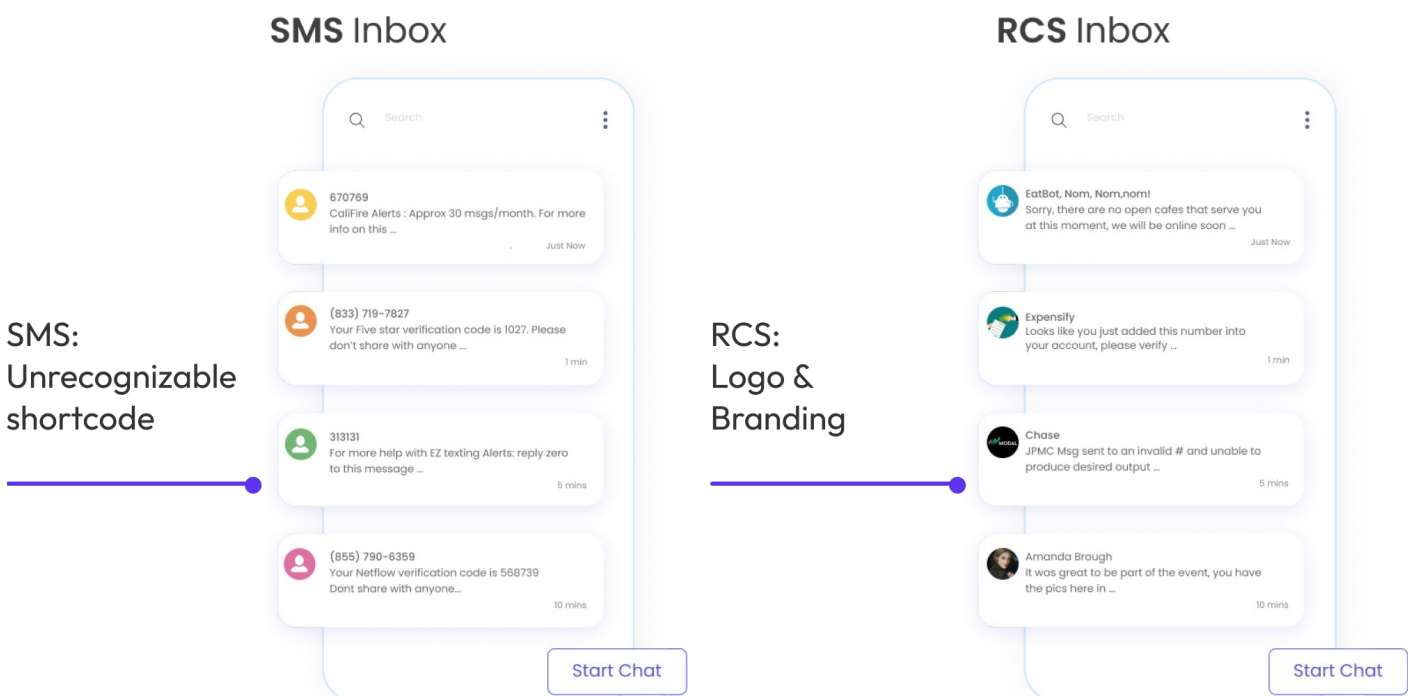 SMS Inbox
Search
670769
CaliFire Alerts : Approx 30 msgs/month. For more
info on this ...
Just Now
(833) 719-7827
Your Five star verification code is 1027. Please
don't share with anyone ...
1 min
313131
For more help with EZ texting Alerts: reply zero
to this message ...
5 mins
(855) 790-6359
Your Netflow verification code is 568739
Dont share with anyone...
10 mins
Start Chat
SMS:
Unrecognizable
shortcode
RCS Inbox
Search
EatBot, Nom, Nom,nom!
Sorry, there are no open cafes that serve you
at this moment, we will be online soon ...
Just Now
Expensify
Looks like you just added this number into
your account, please verify ...
1 min
MODAL
Chase
JPMC Msg sent to an invalid # and unable to
produce desired output ...
5 mins
Amanda Brough
It was great to be part of the event, you have
the pics here in ...
10 mins
Start Chat
RCS:
Logo &
Branding